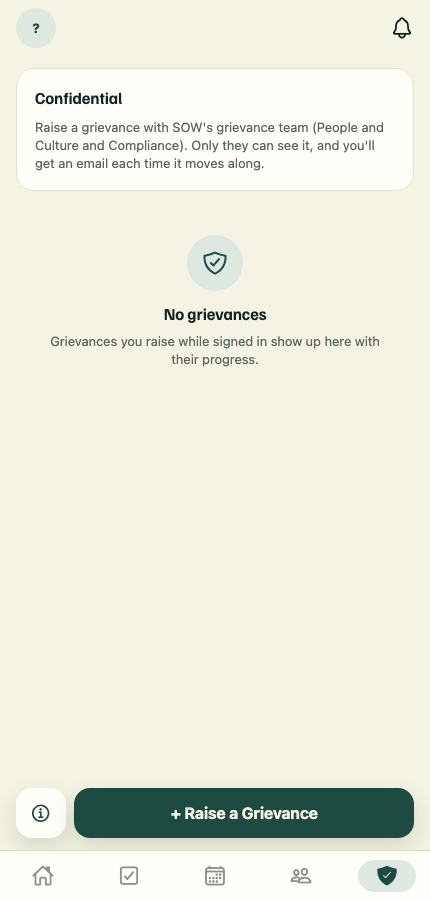 ?
Confidential
Raise a grievance with SOW's grievance team (People and
Culture and Compliance). Only they can see it, and you'll
get an email each time it moves along.
No grievances
Grievances you raise while signed in show up here with
their progress.
+ Raise a Grievance